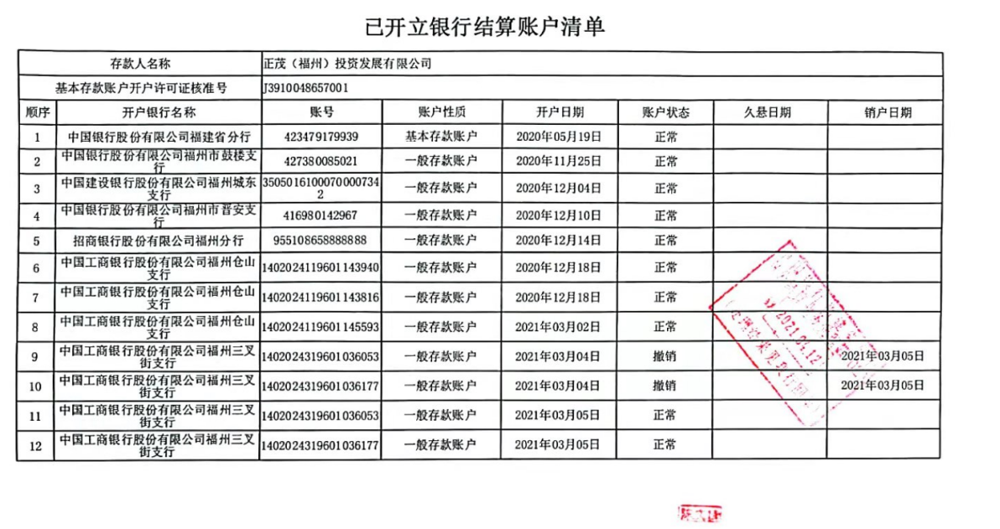 已开立银行结算账户清单
存款人名称 正茂（福州）投资发展有限公司
基本存款账户开户许可证核准号 J3910048657001
顺序 开户银行名称 账号 账户性质 开户日期 账户状态 久悬日期 销户日期
1 中国银行股份有限公司福建省分行 423479179939 基本存款账户 2020年05月19日 正常
2 中国银行股份有限公司福州市鼓楼支 427380085021 一般存款账户 2020年11月25日 正常
行
3 中国建设银行股份有限公司福州城东 3505016100070000734 一般存款账户 2020年12月04日 正常
支行 2
4 中国银行股份有限公司福州市晋安支 416980142967 一般存款账户 2020年12月10日 正常
行
5 招商银行股份有限公司福州分行 955108658888888 一般存款账户 2020年12月14日 正常
6 中国工商银行股份有限公司福州仓山 1402024119601143940 一般存款账户 2020年12月18日 正常
支行
7 中国工商银行股份有限公司福州仓山 1402024119601143816 一般存款账户 2020年12月18日 正常
支行
8 中国工商银行股份有限公司福州仓山 1402024119601145593 一般存款账户 2021年03月02日 正常
支行
9 中国工商银行股份有限公司福州三叉 1402024319601036053 一般存款账户 2021年03月04日 撤销 2021年03月05日
街支行
10 中国工商银行股份有限公司福州三叉 1402024319601036177 一般存款账户 2021年03月04日 撤销 2021年03月05日
街支行
11 中国工商银行股份有限公司福州三叉 1402024319601036053 一般存款账户 2021年03月05日 正常
街支行
12 中国工商银行股份有限公司福州三叉 1402024319601036177 一般存款账户 2021年03月05日 正常
街支行